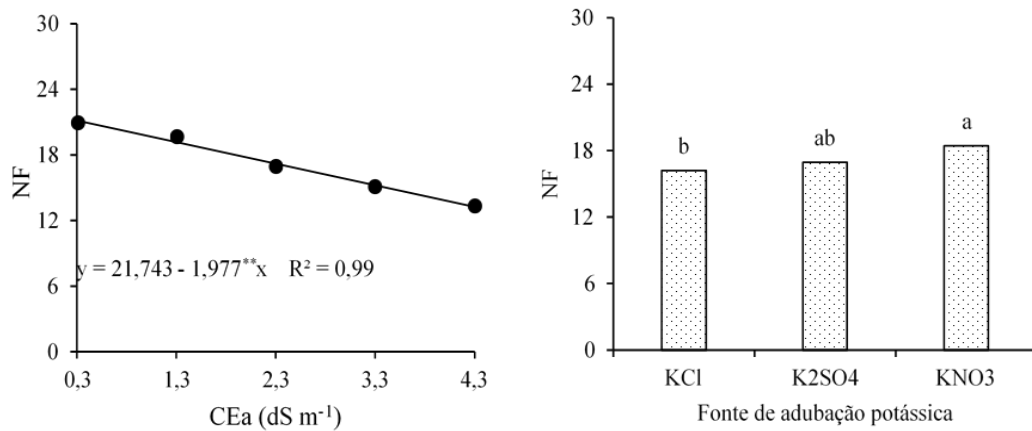 30
24
18
12
6
0
NF
y = 21,743 - 1,977**x R² = 0,99
0,3 1,3 2,3 3,3 4,3
CEa (dS m⁻¹)
30
24
18
12
6
0
NF
b
ab
a
KCl K2SO4 KNO3
Fonte de adubação potássica